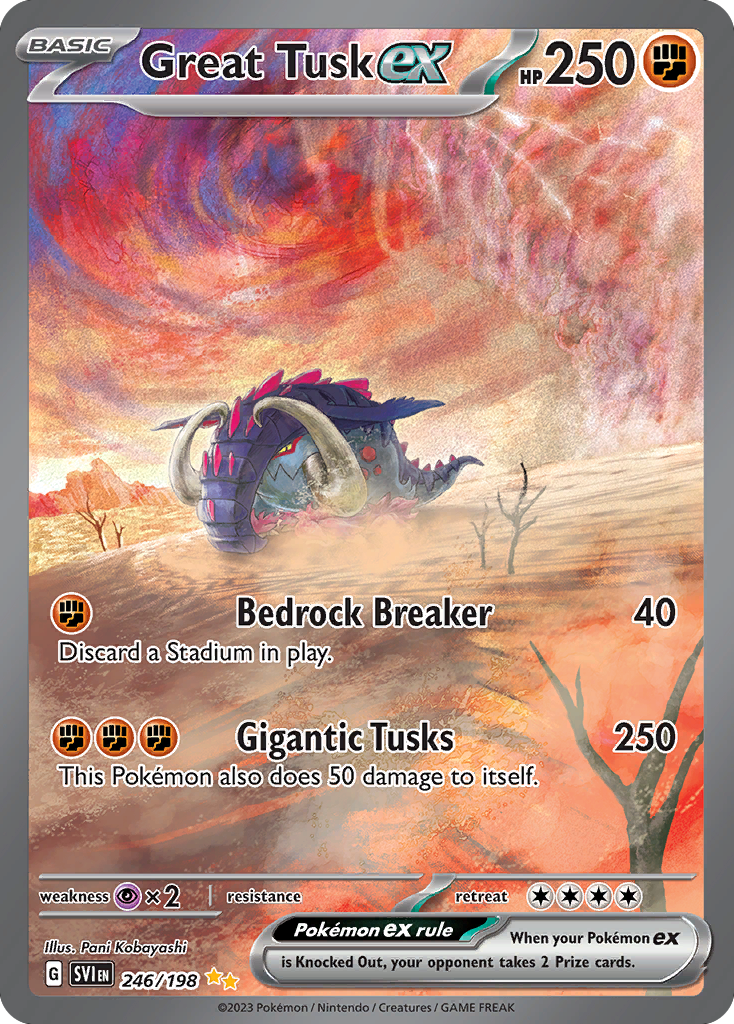 BASIC Great Tusk ex HP 250
Bedrock Breaker 40
Discard a Stadium in play.
Gigantic Tusks 250
This Pokémon also does 50 damage to itself.
weakness ×2 resistance retreat
Illus. Pani Kobayashi
Pokémon ex rule When your Pokémon ex
is Knocked Out, your opponent takes 2 Prize cards.
G SVI EN 246/198
©2023 Pokémon / Nintendo / Creatures / GAME FREAK